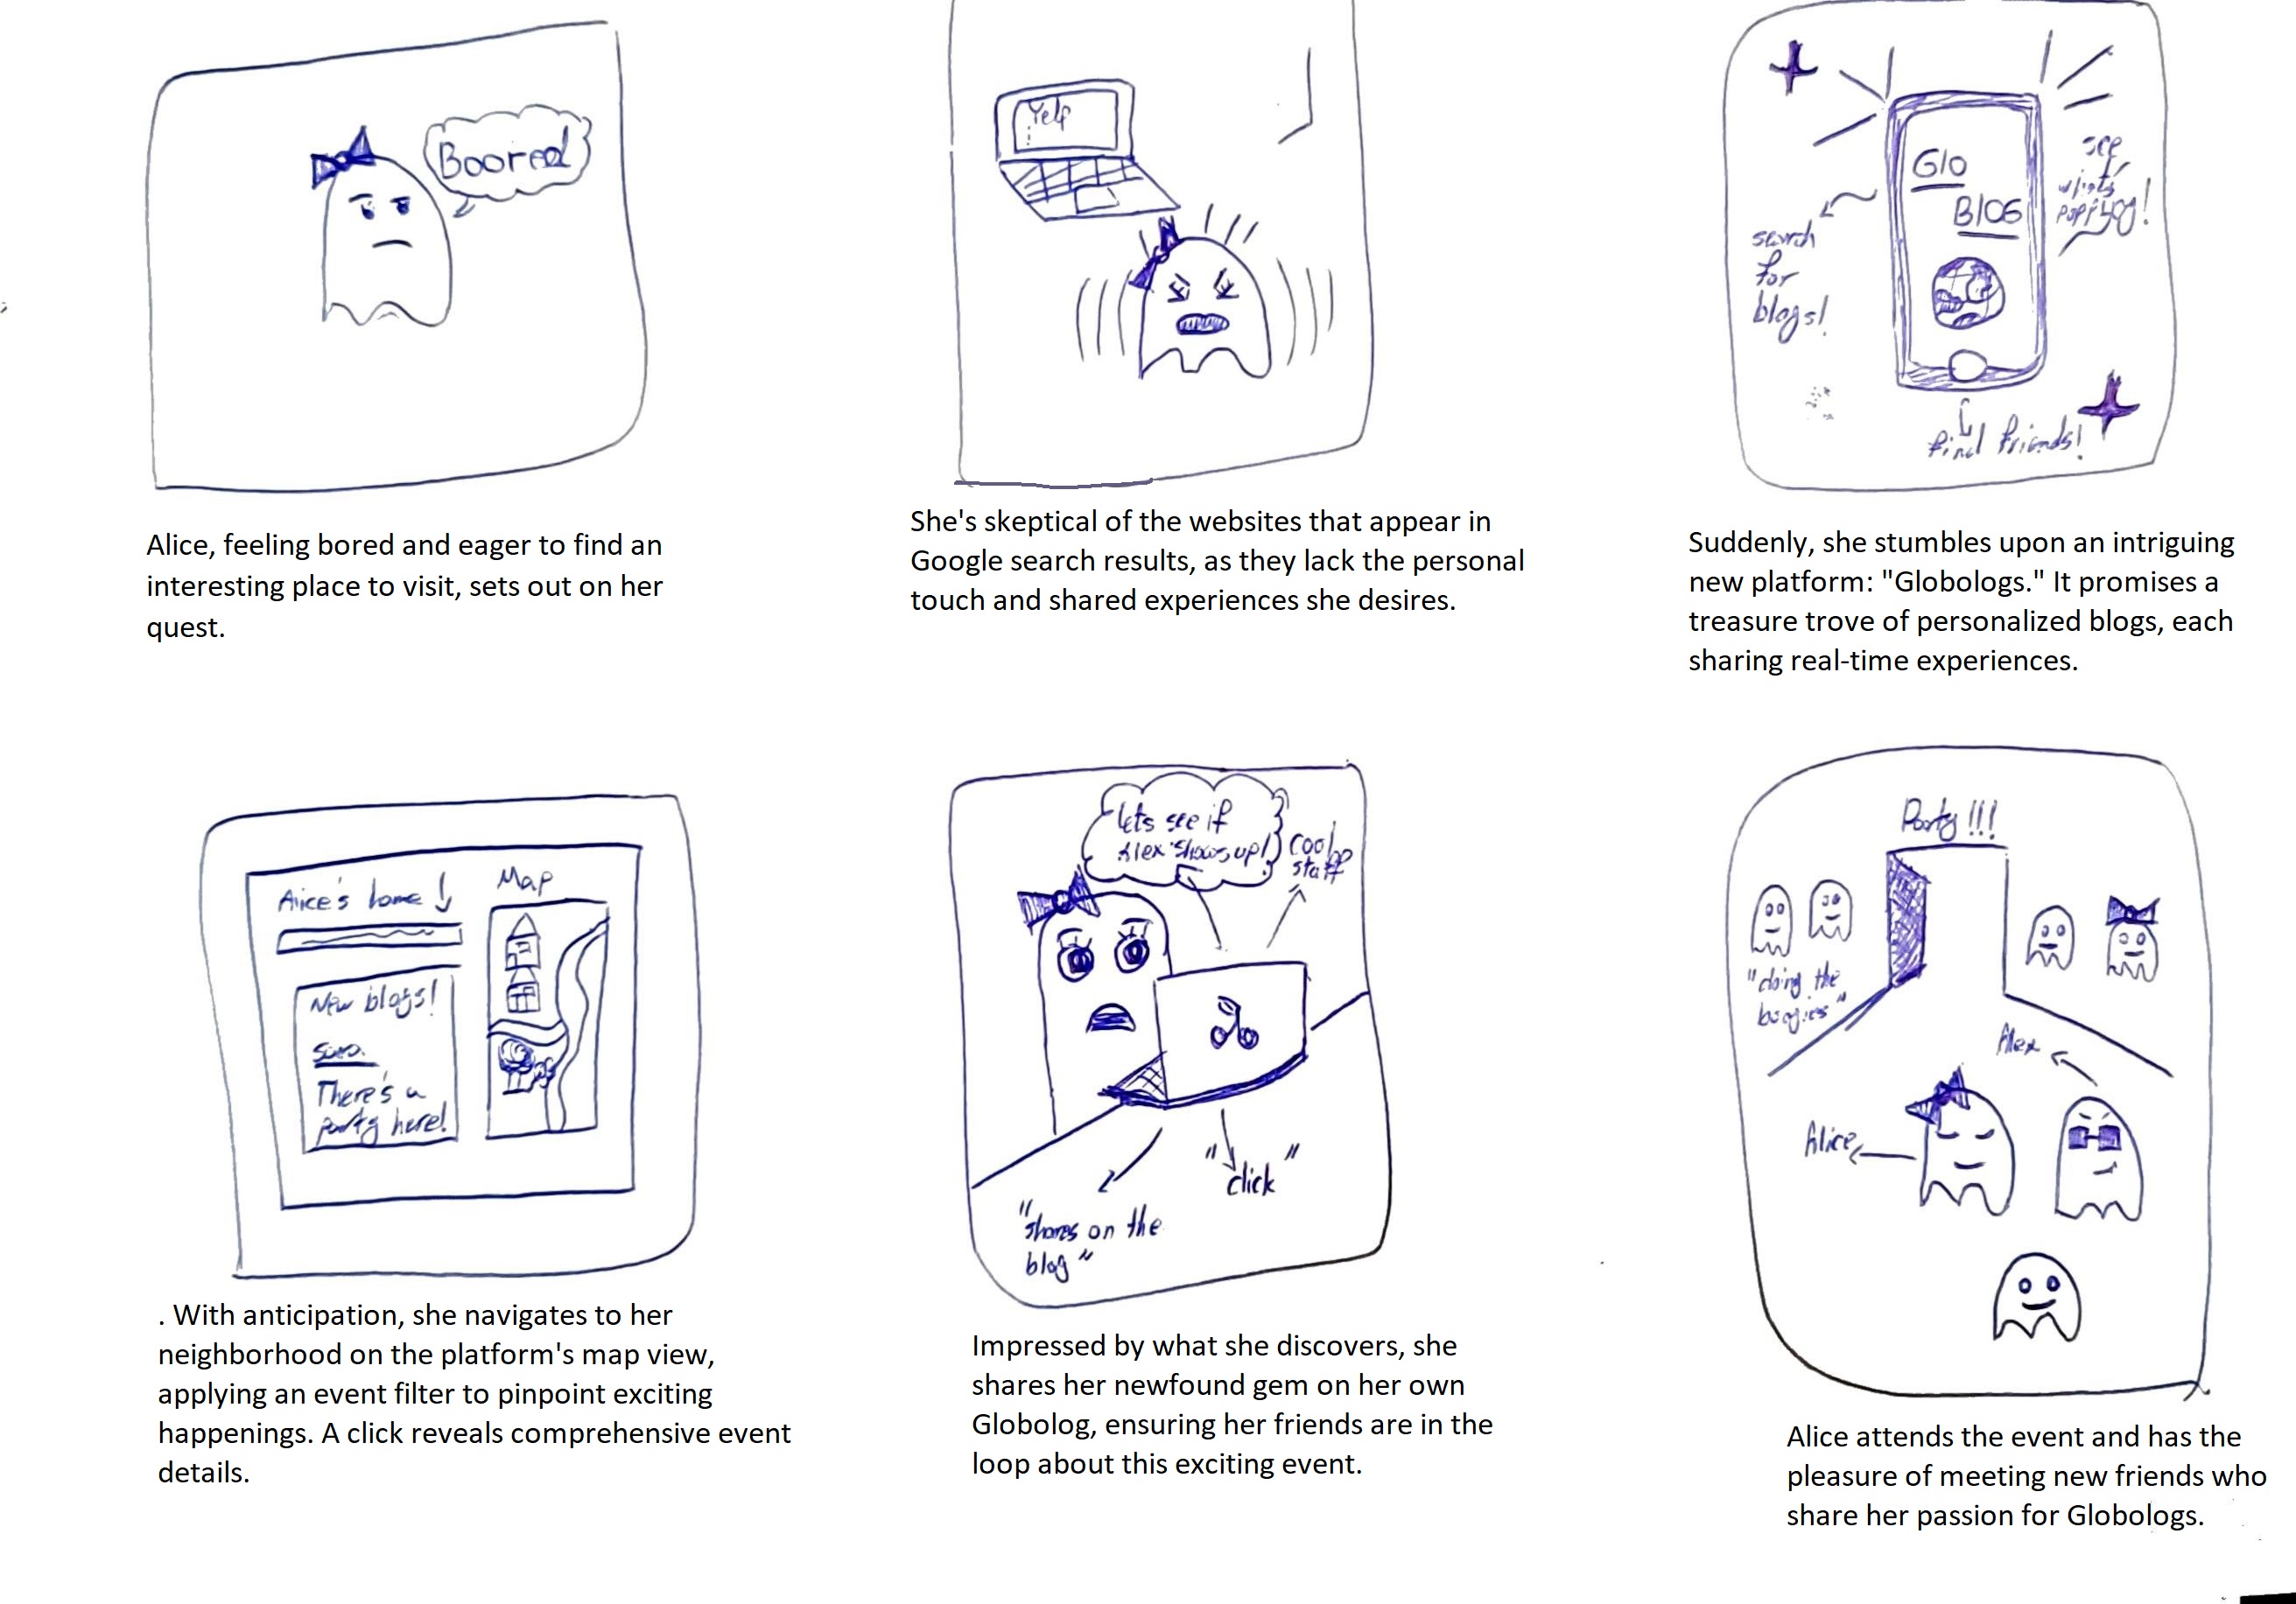 Boored
Alice, feeling bored and eager to find an
interesting place to visit, sets out on her
quest.
Yelp
She's skeptical of the websites that appear in
Google search results, as they lack the personal
touch and shared experiences she desires.
Glo
Blog
see
what's
popping!
search
for
blogs!
find friends!
Suddenly, she stumbles upon an intriguing
new platform: "Globologs." It promises a
treasure trove of personalized blogs, each
sharing real-time experiences.
Alice's home
Map
New blogs!
There's a
party here!
. With anticipation, she navigates to her
neighborhood on the platform's map view,
applying an event filter to pinpoint exciting
happenings. A click reveals comprehensive event
details.
lets see if
Alex shows up!
cool
stuff
"click"
"shares on the
blog"
Impressed by what she discovers, she
shares her newfound gem on her own
Globolog, ensuring her friends are in the
loop about this exciting event.
Party!!!
"doing the
boogies"
Alex
Alice
Alice attends the event and has the
pleasure of meeting new friends who
share her passion for Globologs.